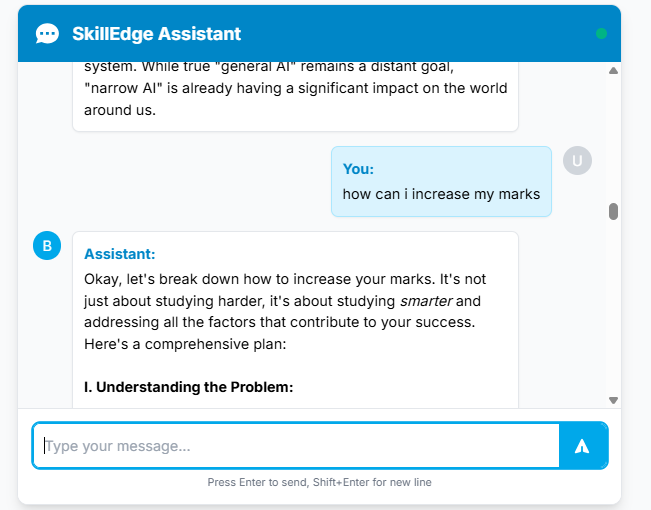 SkillEdge Assistant
system. While true "general AI" remains a distant goal,
"narrow AI" is already having a significant impact on the world
around us.
You:
U
how can i increase my marks
B
Assistant:
Okay, let's break down how to increase your marks. It's not
just about studying harder, it's about studying smarter and
addressing all the factors that contribute to your success.
Here's a comprehensive plan:
I. Understanding the Problem:
Type your message...
Press Enter to send, Shift+Enter for new line